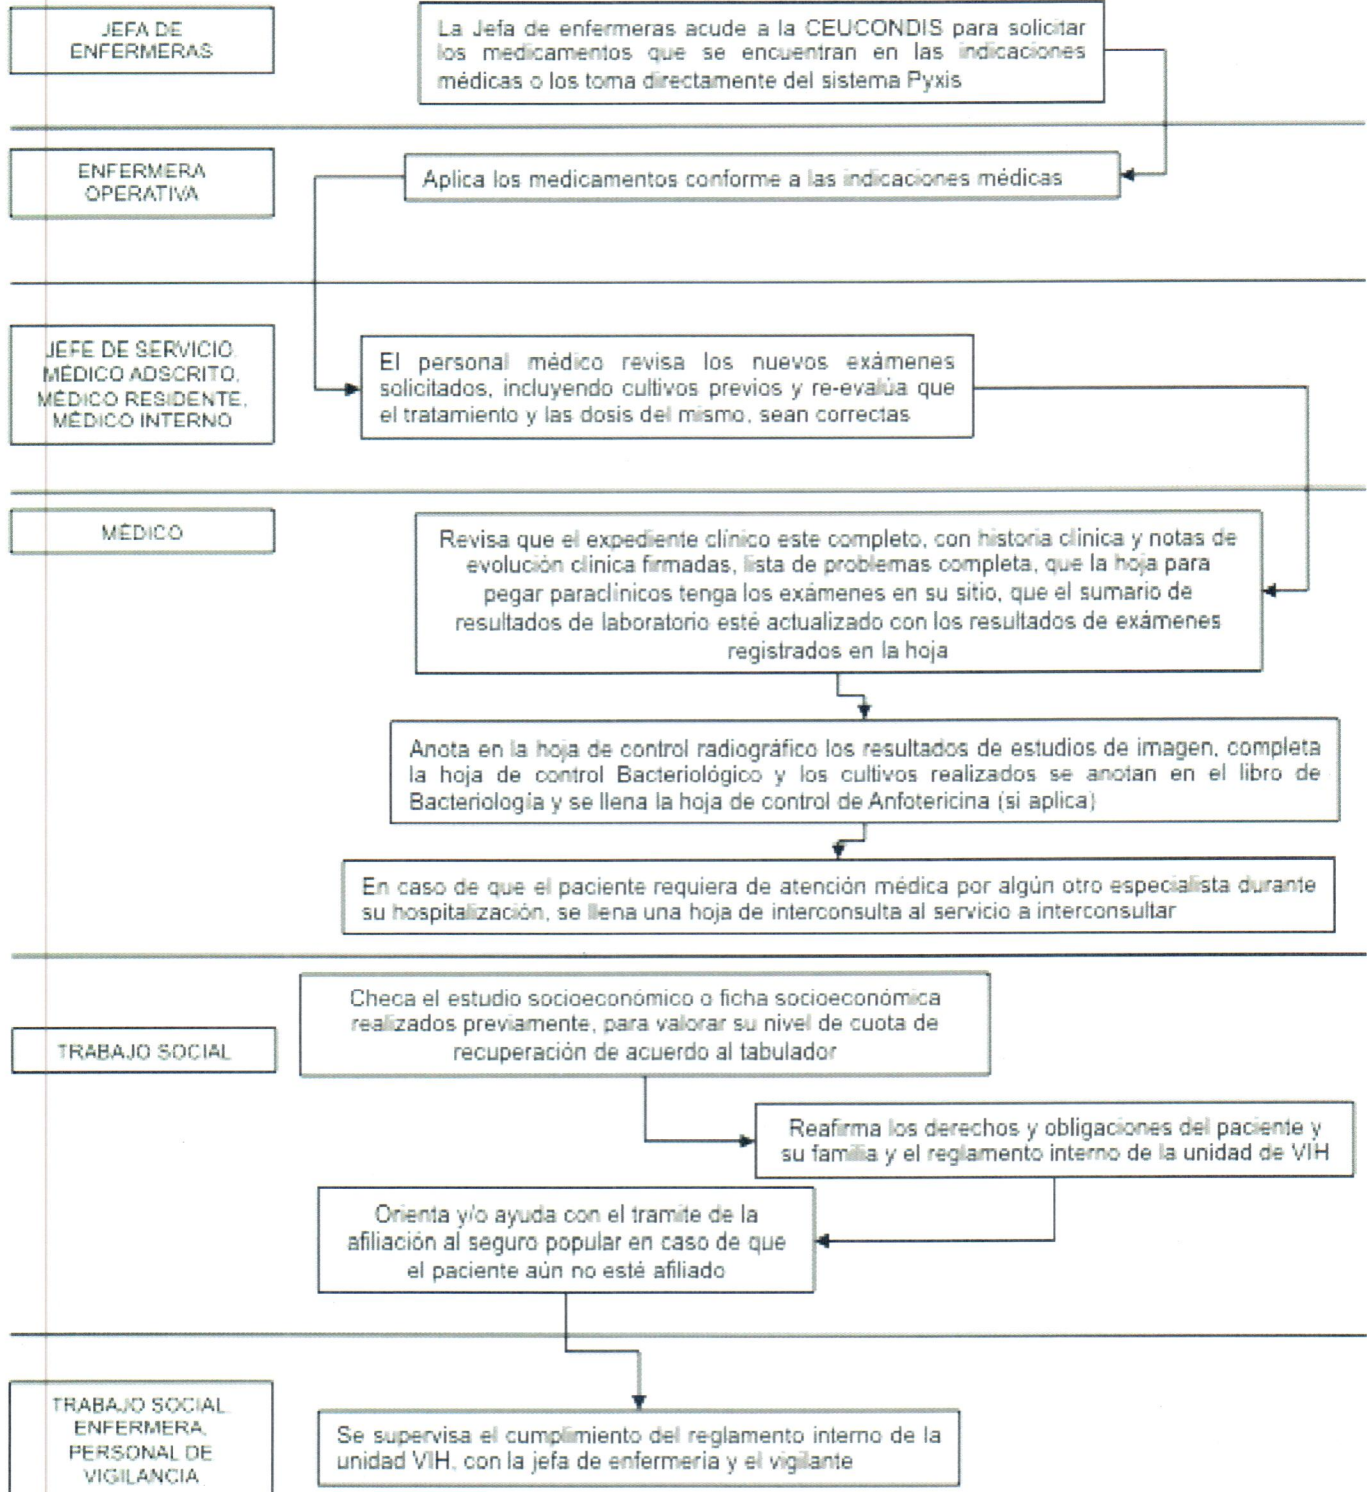 JEFA DE
ENFERMERAS
La Jefa de enfermeras acude a la CEUCONDIS para solicitar
los medicamentos que se encuentran en las indicaciones
médicas o los toma directamente del sistema Pyxis
ENFERMERA
OPERATIVA
Aplica los medicamentos conforme a las indicaciones médicas
JEFE DE SERVICIO,
MÉDICO ADSCRITO,
MÉDICO RESIDENTE,
MÉDICO INTERNO
El personal médico revisa los nuevos exámenes
solicitados, incluyendo cultivos previos y re-evalúa que
el tratamiento y las dosis del mismo, sean correctas
MÉDICO
Revisa que el expediente clínico este completo, con historia clínica y notas de
evolución clínica firmadas, lista de problemas completa, que la hoja para
pegar paraclínicos tenga los exámenes en su sitio, que el sumario de
resultados de laboratorio esté actualizado con los resultados de exámenes
registrados en la hoja
Anota en la hoja de control radiográfico los resultados de estudios de imagen, completa
la hoja de control Bacteriológico y los cultivos realizados se anotan en el libro de
Bacteriología y se llena la hoja de control de Anfotericina (si aplica)
En caso de que el paciente requiera de atención médica por algún otro especialista durante
su hospitalización, se llena una hoja de interconsulta al servicio a interconsultar
TRABAJO SOCIAL
Checa el estudio socioeconómico o ficha socioeconómica
realizados previamente, para valorar su nivel de cuota de
recuperación de acuerdo al tabulador
Reafirma los derechos y obligaciones del paciente y
su familia y el reglamento interno de la unidad de VIH
Orienta y/o ayuda con el tramite de la
afiliación al seguro popular en caso de que
el paciente aún no esté afiliado
TRABAJO SOCIAL,
ENFERMERA,
PERSONAL DE
VIGILANCIA
Se supervisa el cumplimiento del reglamento interno de la
unidad VIH, con la jefa de enfermería y el vigilante